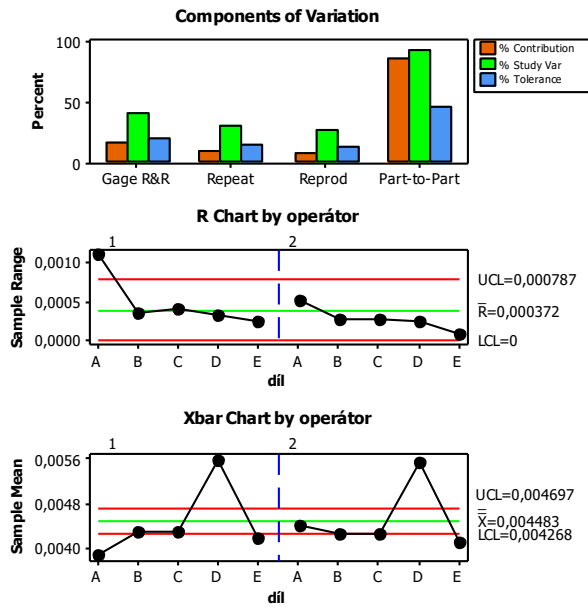 Components of Variation
100
50
0
Percent
Gage R&R Repeat Reprod Part-to-Part
% Contribution
% Study Var
% Tolerance
R Chart by operátor
1 2
0,0010
0,0005
0,0000
Sample Range
UCL=0,000787
R̅=0,000372
LCL=0
A B C D E A B C D E
díl
Xbar Chart by operátor
1 2
0,0056
0,0048
0,0040
Sample Mean
UCL=0,004697
X̿=0,004483
LCL=0,004268
A B C D E A B C D E
díl